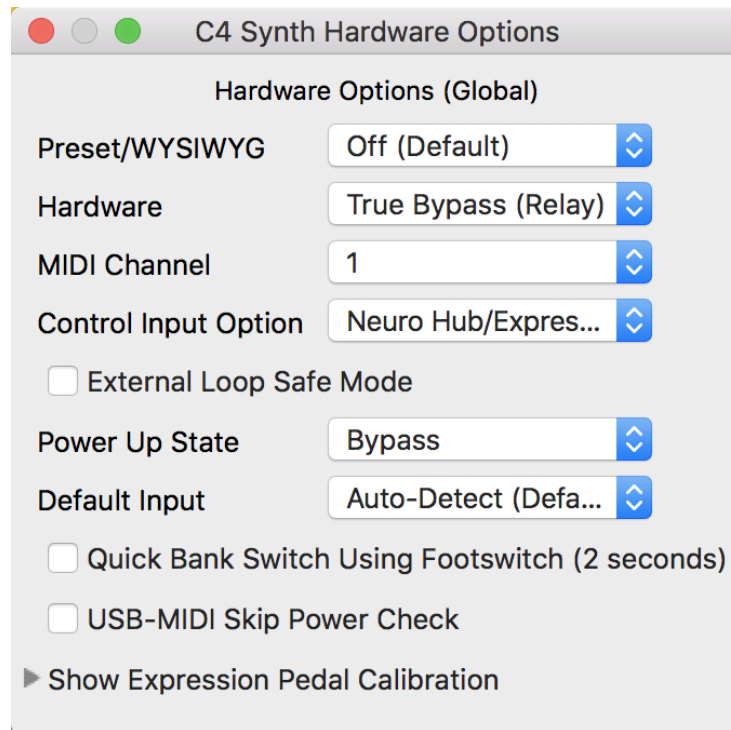 C4 Synth Hardware Options
Hardware Options (Global)
Preset/WYSIWYG Off (Default)
Hardware True Bypass (Relay)
MIDI Channel 1
Control Input Option Neuro Hub/Expres...
External Loop Safe Mode
Power Up State Bypass
Default Input Auto-Detect (Defa...
Quick Bank Switch Using Footswitch (2 seconds)
USB-MIDI Skip Power Check
Show Expression Pedal Calibration